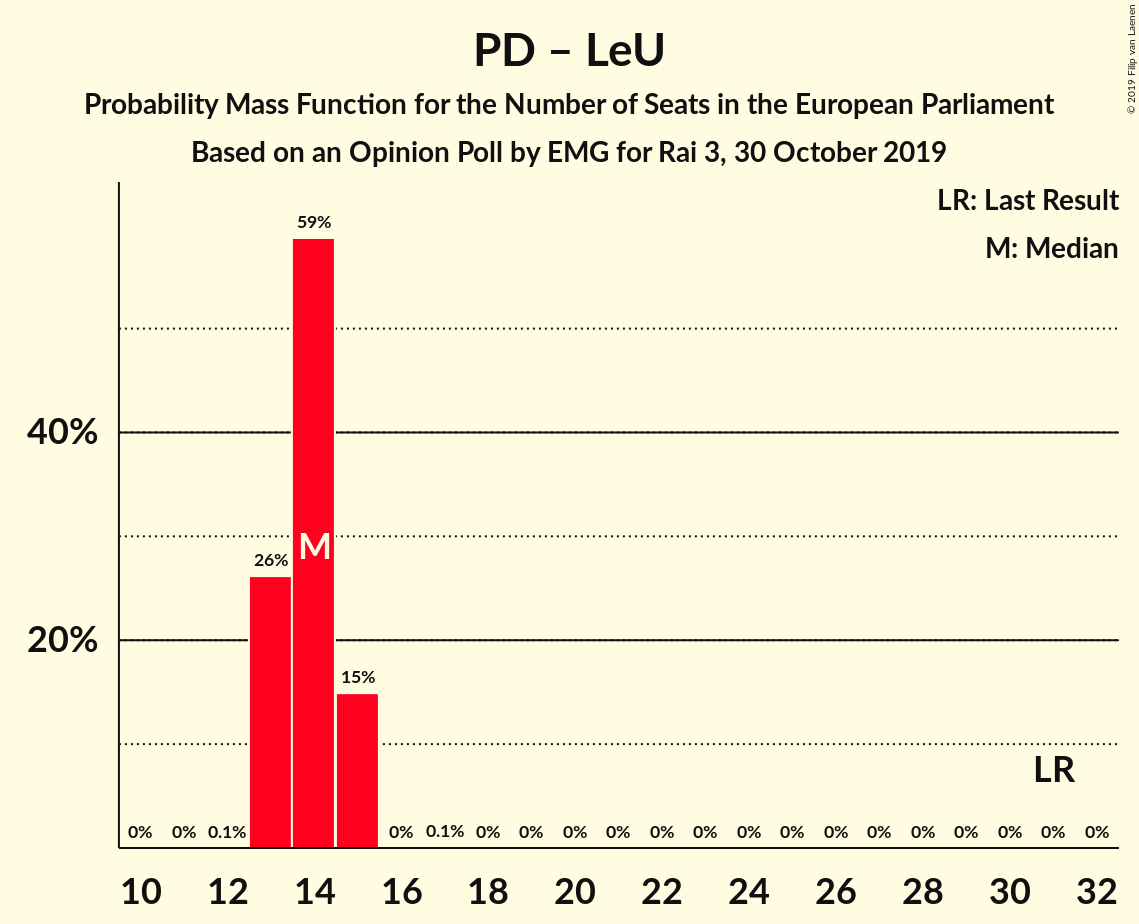 PD – LeU
Probability Mass Function for the Number of Seats in the European Parliament
Based on an Opinion Poll by EMG for Rai 3, 30 October 2019
© 2019 Filip van Laenen
LR: Last Result
M: Median
59%
40%
M
26%
20%
15%
LR
0% 0% 0.1% 0% 0.1% 0% 0% 0% 0% 0% 0% 0% 0% 0% 0% 0% 0% 0% 0% 0%
10 12 14 16 18 20 22 24 26 28 30 32